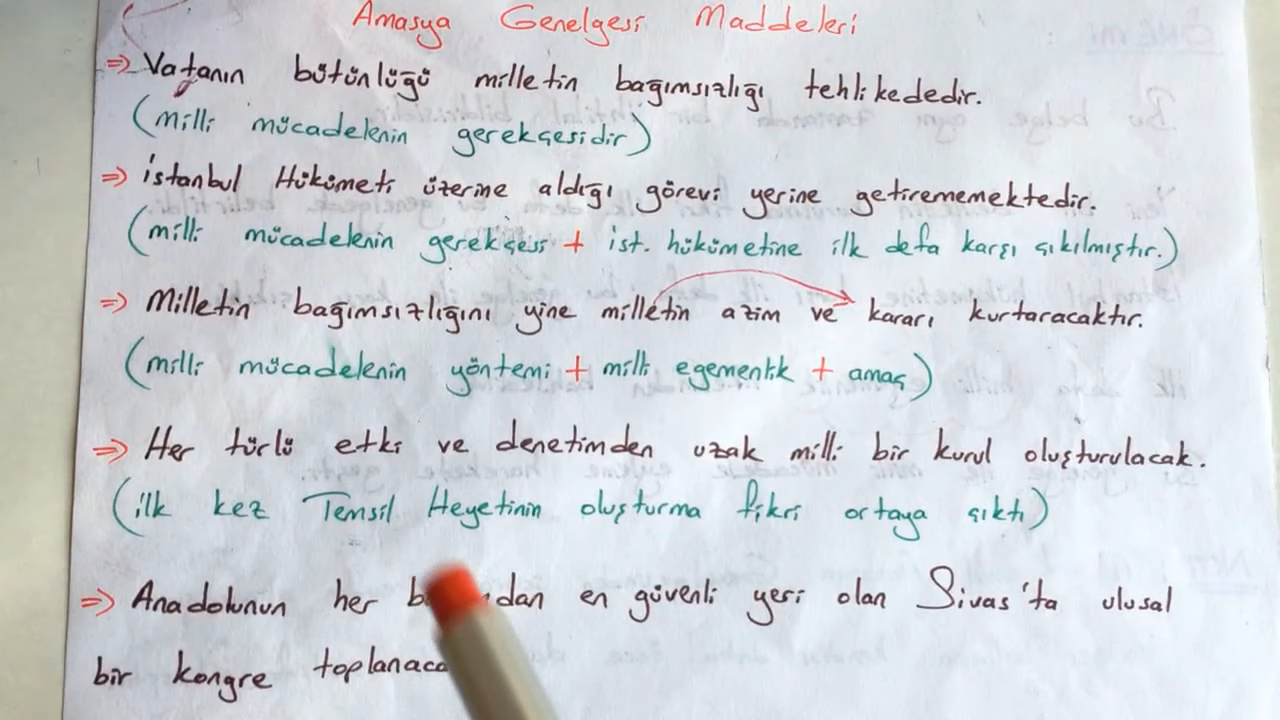 Amasya Genelgesi Maddeleri
⇒ Vatanın bütünlüğü milletin bağımsızlığı tehlikededir.
(milli mücadelenin gerekçesidir)
⇒ İstanbul Hükümeti üzerine aldığı görevi yerine getirememektedir.
(milli mücadelenin gerekçesi + ist. hükümetine ilk defa karşı çıkılmıştır.)
⇒ Milletin bağımsızlığını yine milletin azim ve kararı kurtaracaktır.
(milli mücadelenin yöntemi + milli egemenlik + amaç)
⇒ Her türlü etki ve denetimden uzak milli bir kurul oluşturulacak.
(ilk kez Temsil Heyetinin oluşturma fikri ortaya çıktı)
⇒ Anadolunun her en güvenli yeri olan Sivas'ta ulusal
bir kongre